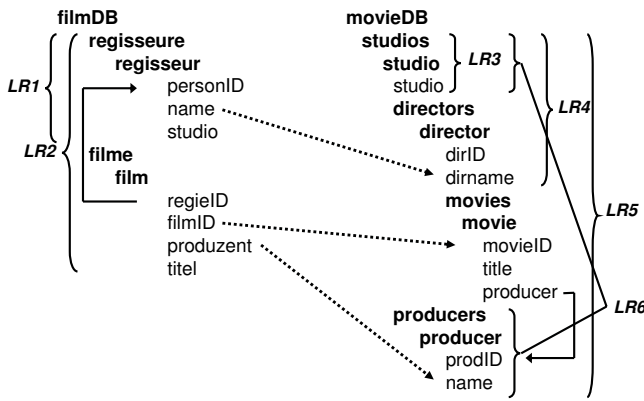 filmDB
regisseure
regisseur
personID
name
studio
filme
film
regieID
filmID
produzent
titel
LR1
LR2
movieDB
studios
studio
studio
directors
director
dirID
dirname
movies
movie
movieID
title
producer
producers
producer
prodID
name
LR3
LR4
LR5
LR6